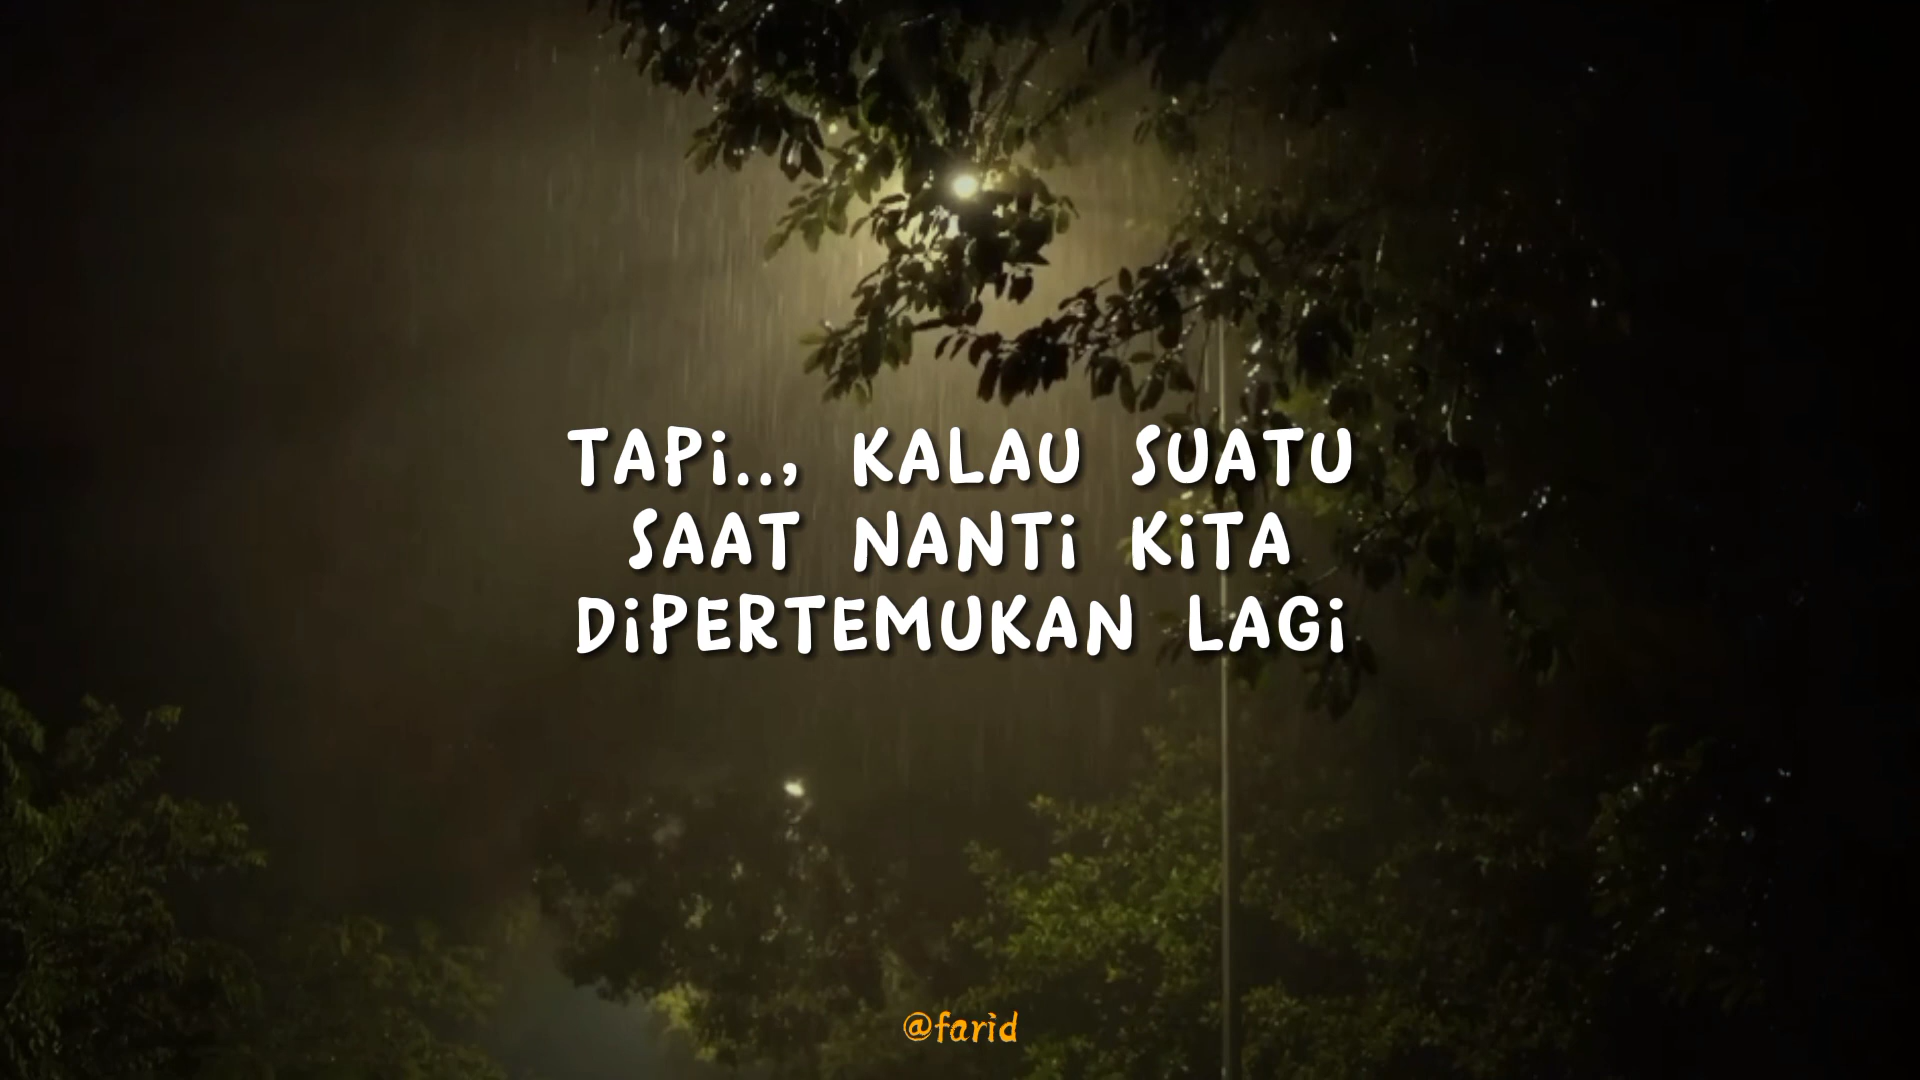 TAPi.., KALAU SUATU
SAAT NANTi KiTA
DiPERTEMUKAN LAGi
@farid